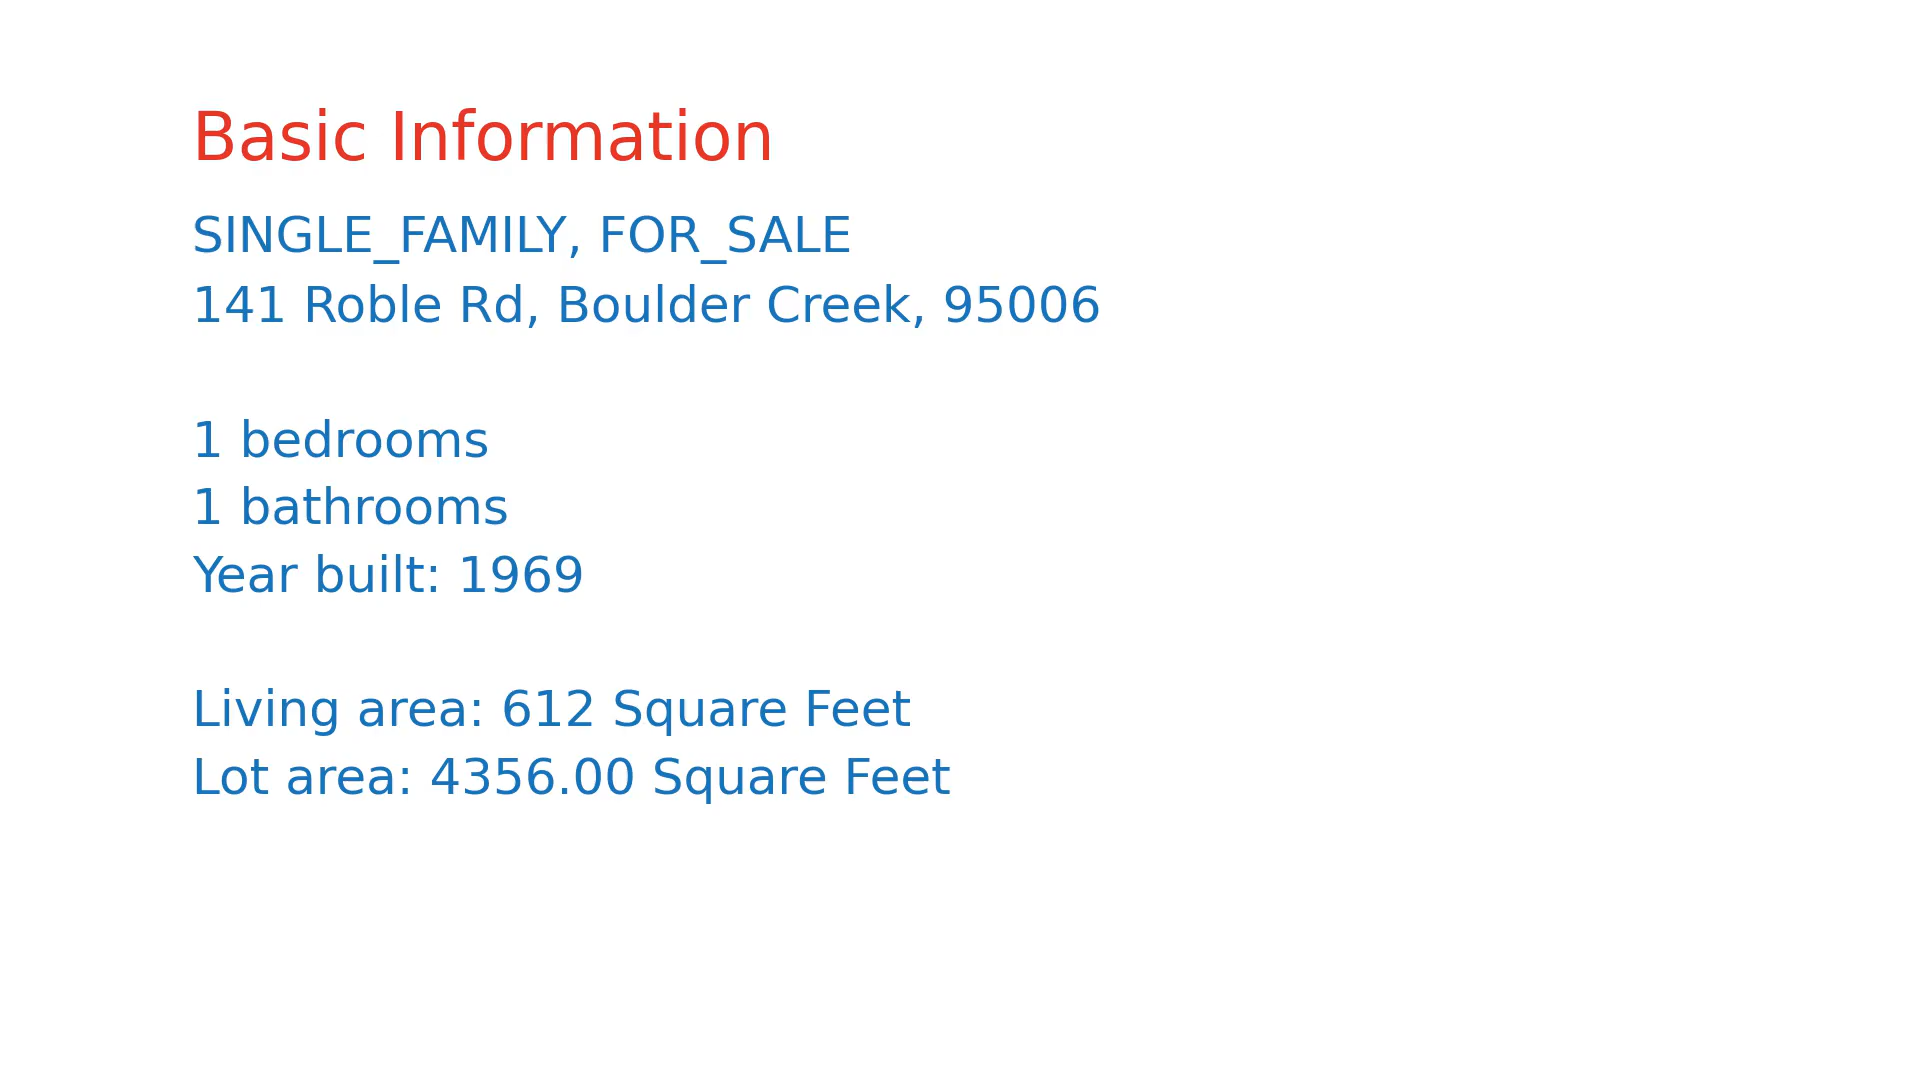 Basic Information
SINGLE_FAMILY, FOR_SALE
141 Roble Rd, Boulder Creek, 95006
1 bedrooms
1 bathrooms
Year built: 1969
Living area: 612 Square Feet
Lot area: 4356.00 Square Feet